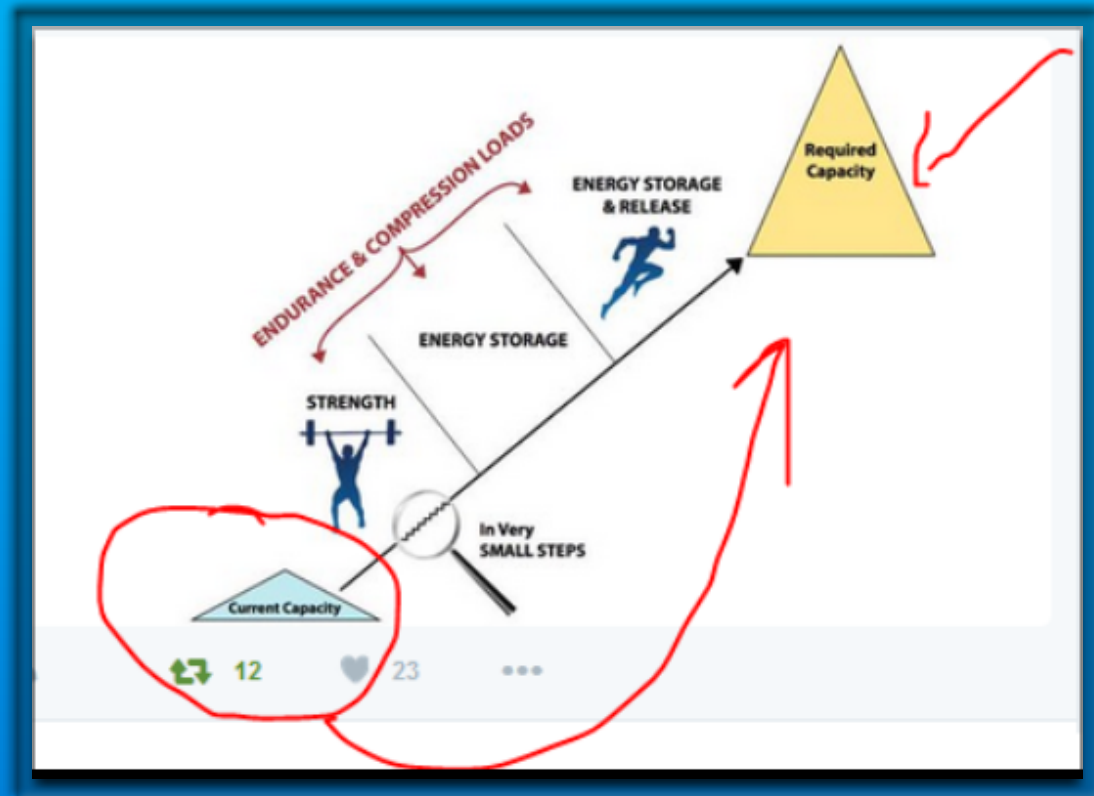 ENDURANCE & COMPRESSION LOADS
ENERGY STORAGE
& RELEASE
Required
Capacity
ENERGY STORAGE
STRENGTH
In Very
SMALL STEPS
Current Capacity
12 23